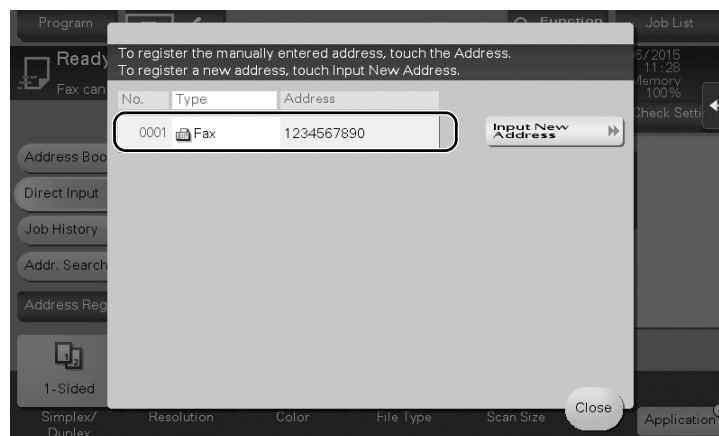 Program
Function
Job List
Ready
Fax can
To register the manually entered address, touch the Address.
To register a new address, touch Input New Address.
/2015
11:28
Memory
100%
Check Setti
No. Type Address
0001 Fax 1234567890
Input New
Address
Address Boo
Direct Input
Job History
Addr. Search
Address Reg
1-Sided
Close
Simplex/
Duplex
Resolution
Color
File Type
Scan Size
Application